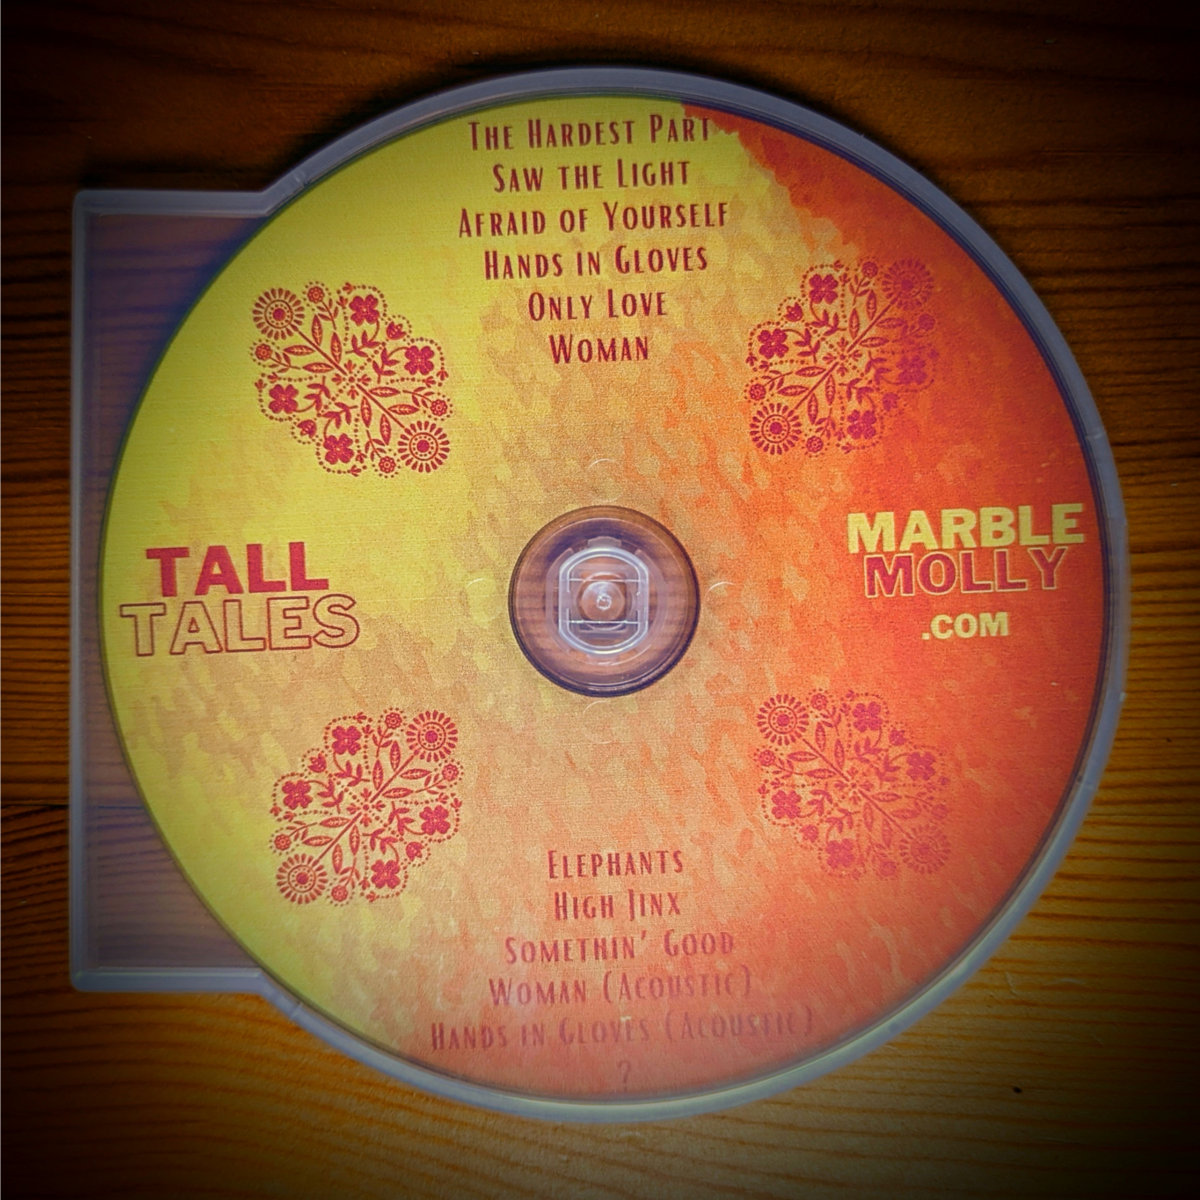 The Hardest Part
Saw the Light
Afraid of Yourself
Hands in Gloves
Only Love
Woman
TALL
TALES
MARBLE
MOLLY
.COM
Elephants
High Jinx
Somethin' Good
Woman (Acoustic)
Hands in Gloves (Acoustic)
?